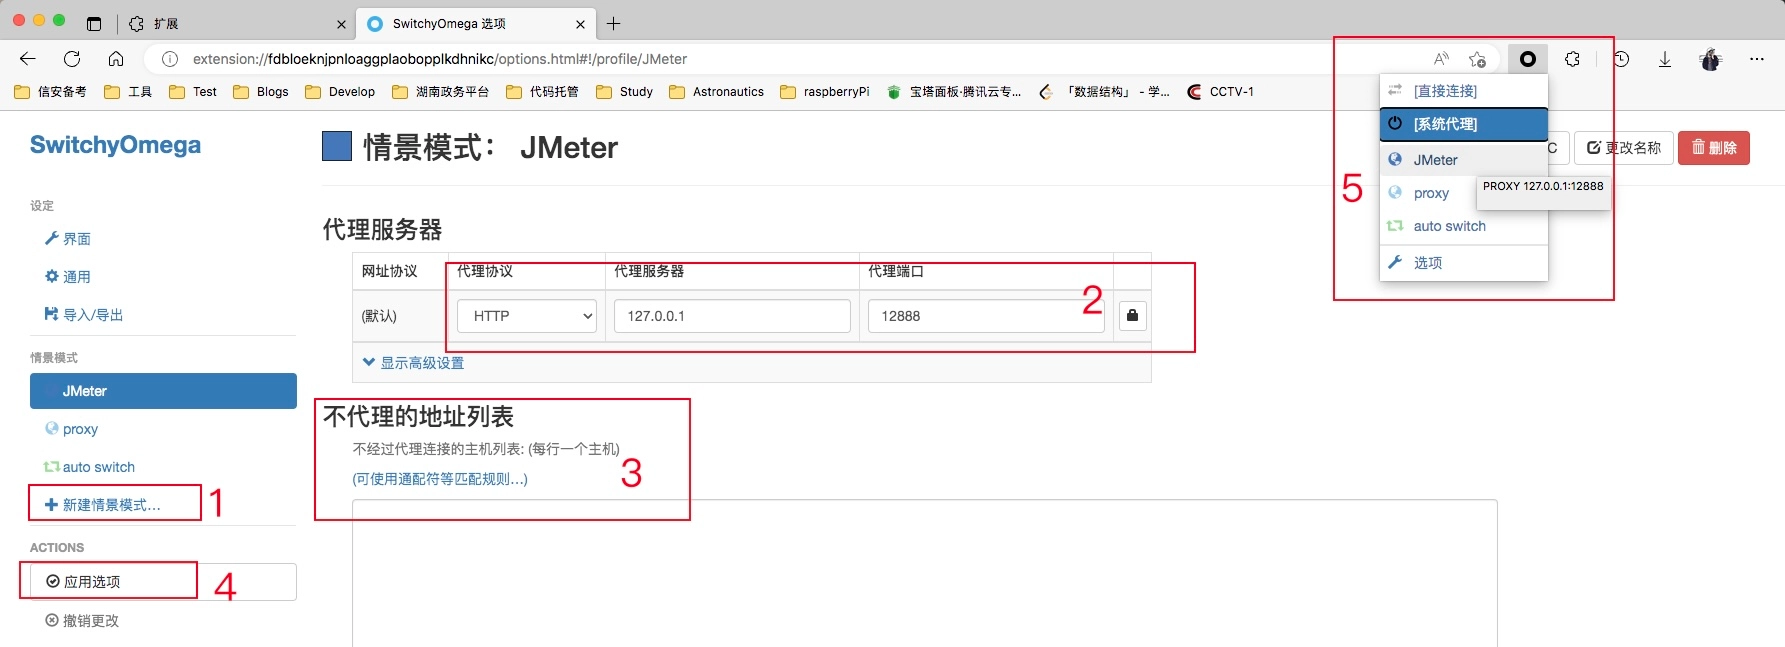 扩展
SwitchyOmega 选项
extension://fdbloeknjpnloaggplaobopplkdhnikc/options.html#!/profile/JMeter
信安备考 工具 Test Blogs Develop 湖南政务平台 代码托管 Study Astronautics raspberryPi 宝塔面板·腾讯云专... 「数据结构」 - 学... CCTV-1
SwitchyOmega
设定
界面
通用
导入/导出
情景模式
JMeter
proxy
auto switch
新建情景模式...
1
ACTIONS
应用选项
4
撤销更改
情景模式： JMeter
C
更改名称
删除
代理服务器
网址协议 代理协议 代理服务器 代理端口
(默认) HTTP 127.0.0.1 12888
2
显示高级设置
不代理的地址列表
不经过代理连接的主机列表: (每行一个主机)
(可使用通配符等匹配规则...)
3
[直接连接]
[系统代理]
JMeter
PROXY 127.0.0.1:12888
proxy
auto switch
选项
5